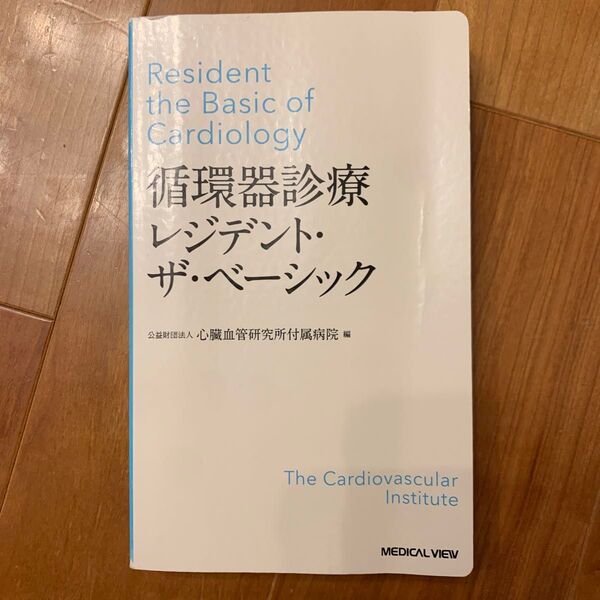 Resident
the Basic of
Cardiology
循環器診療
レジデント・
ザ・ベーシック
公益財団法人 心臓血管研究所付属病院 編
The Cardiovascular
Institute
MEDICAL VIEW